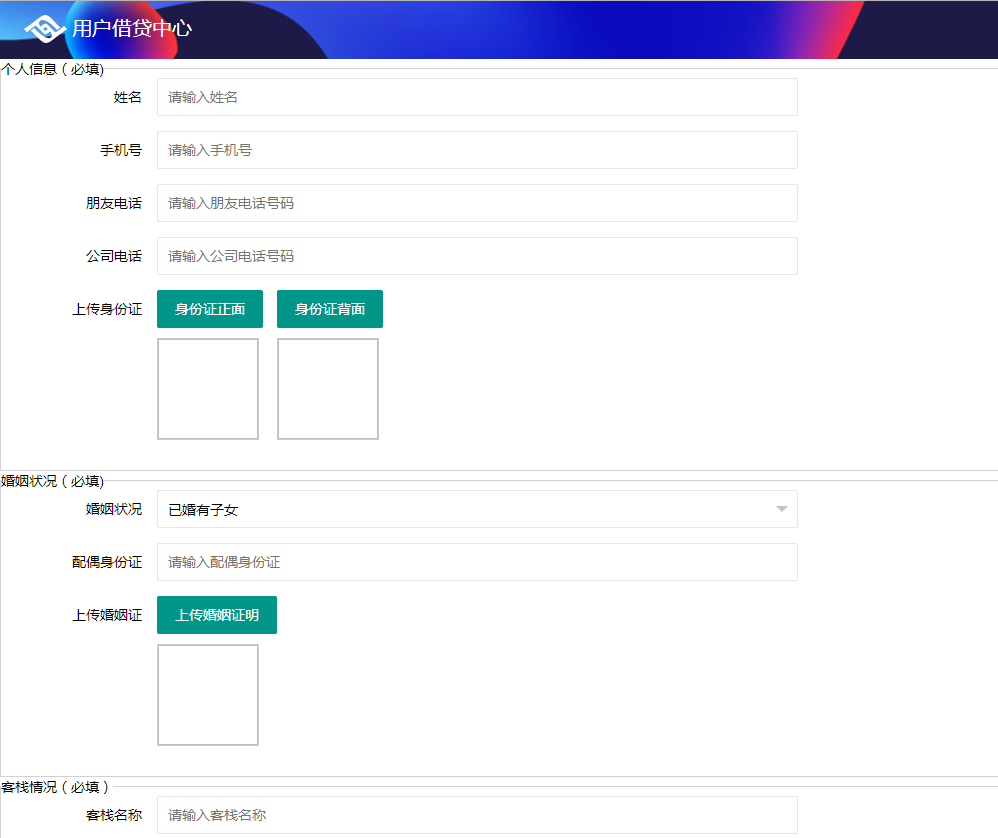 用户借贷中心
个人信息（必填)
姓名 请输入姓名
手机号 请输入手机号
朋友电话 请输入朋友电话号码
公司电话 请输入公司电话号码
上传身份证 身份证正面 身份证背面
婚姻状况（必填)
婚姻状况 已婚有子女
配偶身份证 请输入配偶身份证
上传婚姻证 上传婚姻证明
客栈情况（必填）
客栈名称 请输入客栈名称